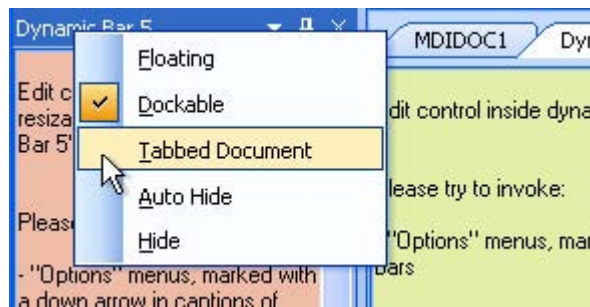 Dynamic Bar 5
MDIDOC1
Floating
Edit
Dockable
dit control inside dyna
resiza
Bar 5"
Tabbed Document
Auto Hide
lease try to invoke:
Pleas
Hide
"Options" menus, mar
- "Options" menus, marked with
bars
a down arrow in captions of